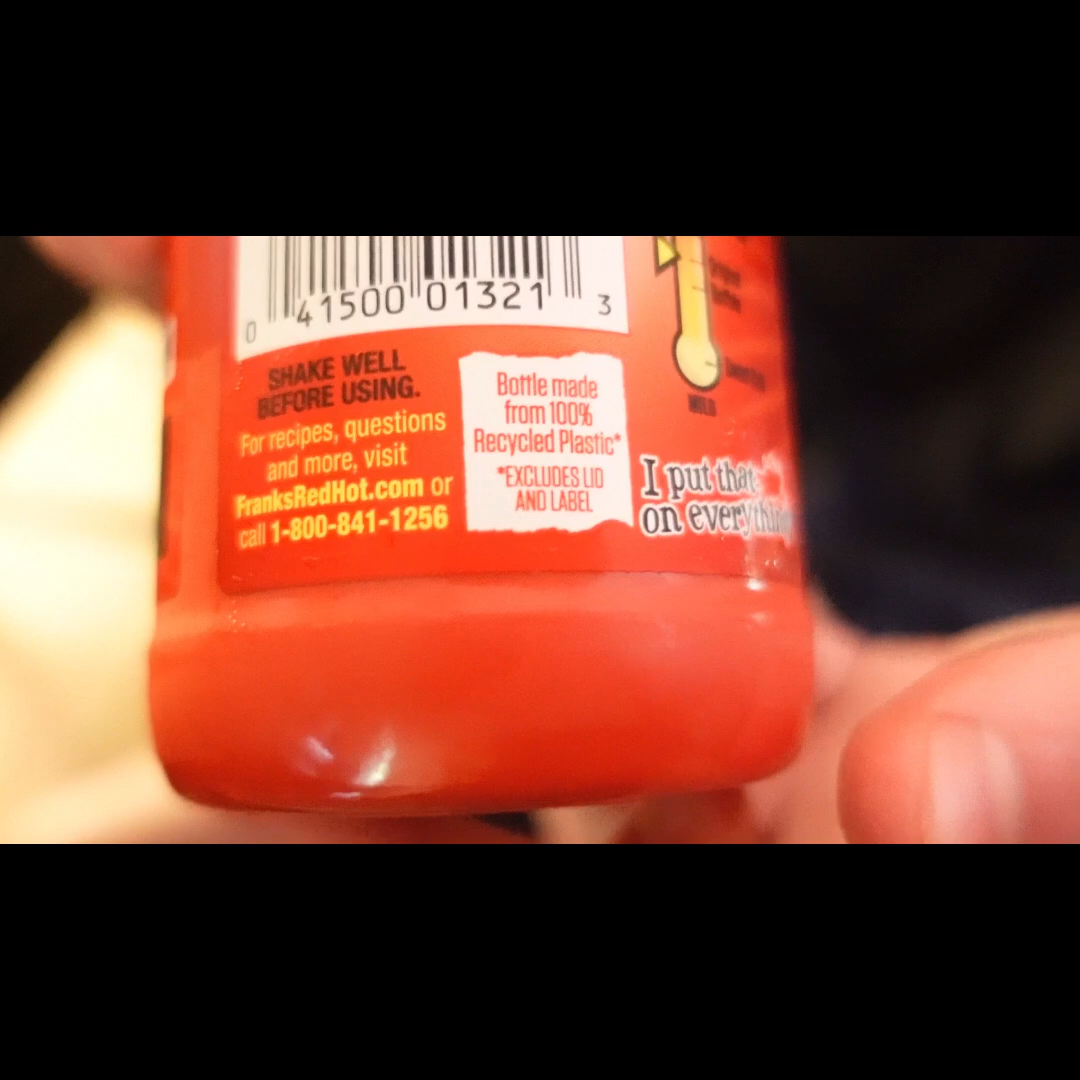 0 41500 01321 3
SHAKE WELL
BEFORE USING.
For recipes, questions
and more, visit
FranksRedHot.com or
call 1-800-841-1256
Bottle made
from 100%
Recycled Plastic*
*EXCLUDES LID
AND LABEL
MILD
I put that
on everything